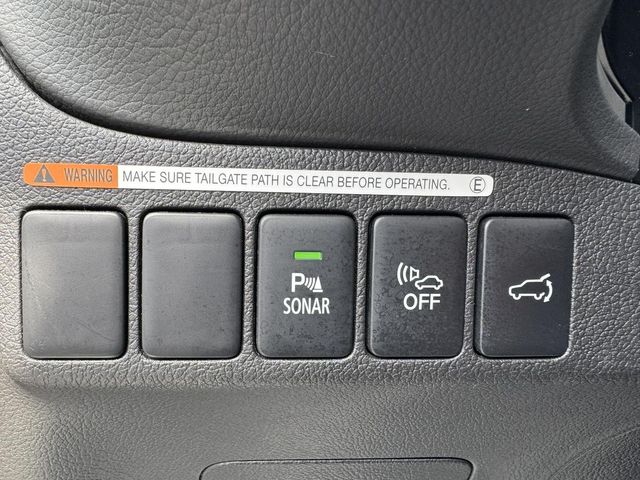 WARNING MAKE SURE TAILGATE PATH IS CLEAR BEFORE OPERATING. E
P
SONAR
OFF